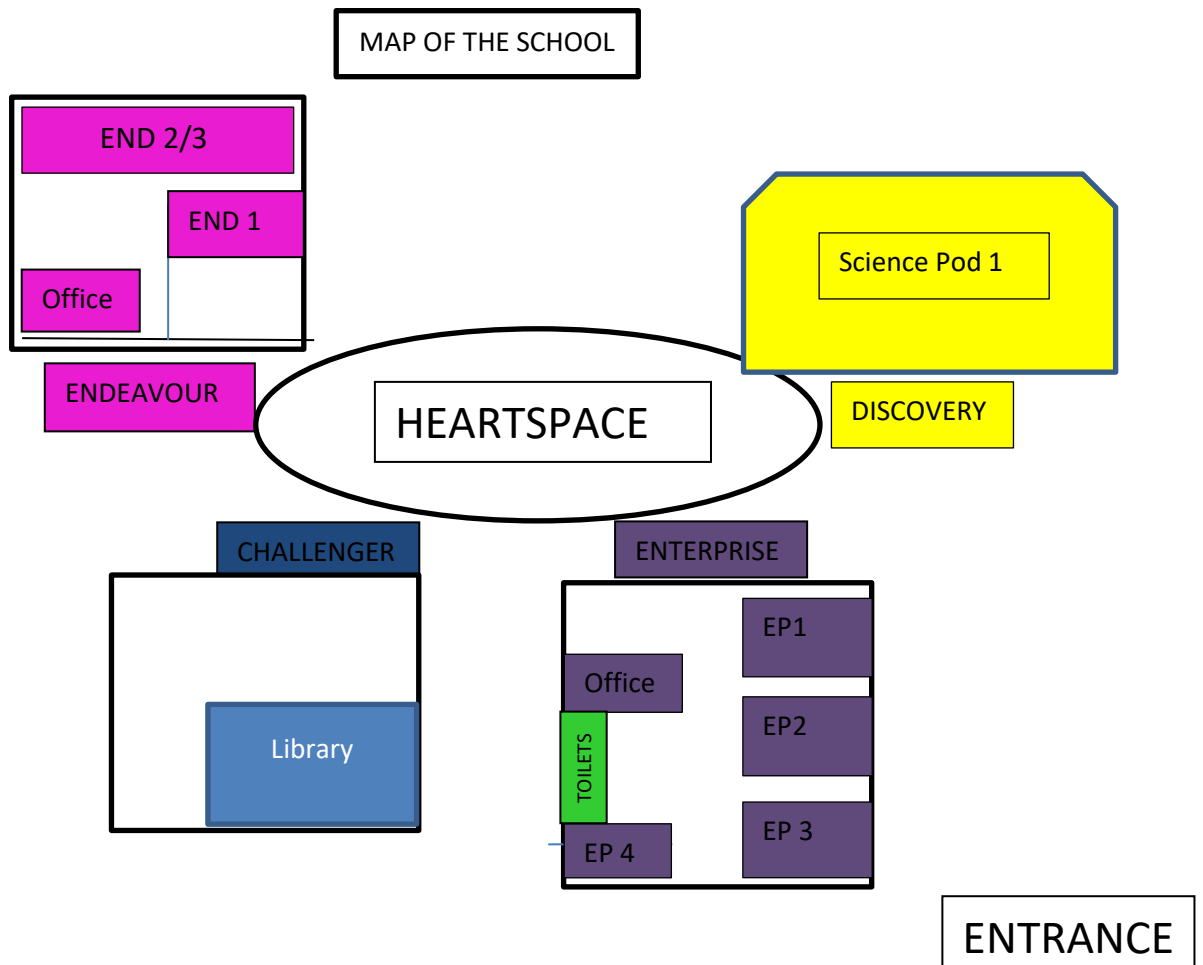 MAP OF THE SCHOOL
END 2/3
END 1
Office
Science Pod 1
ENDEAVOUR
HEARTSPACE
DISCOVERY
CHALLENGER
ENTERPRISE
EP1
Office
EP2
Library
TOILETS
EP 3
EP 4
ENTRANCE